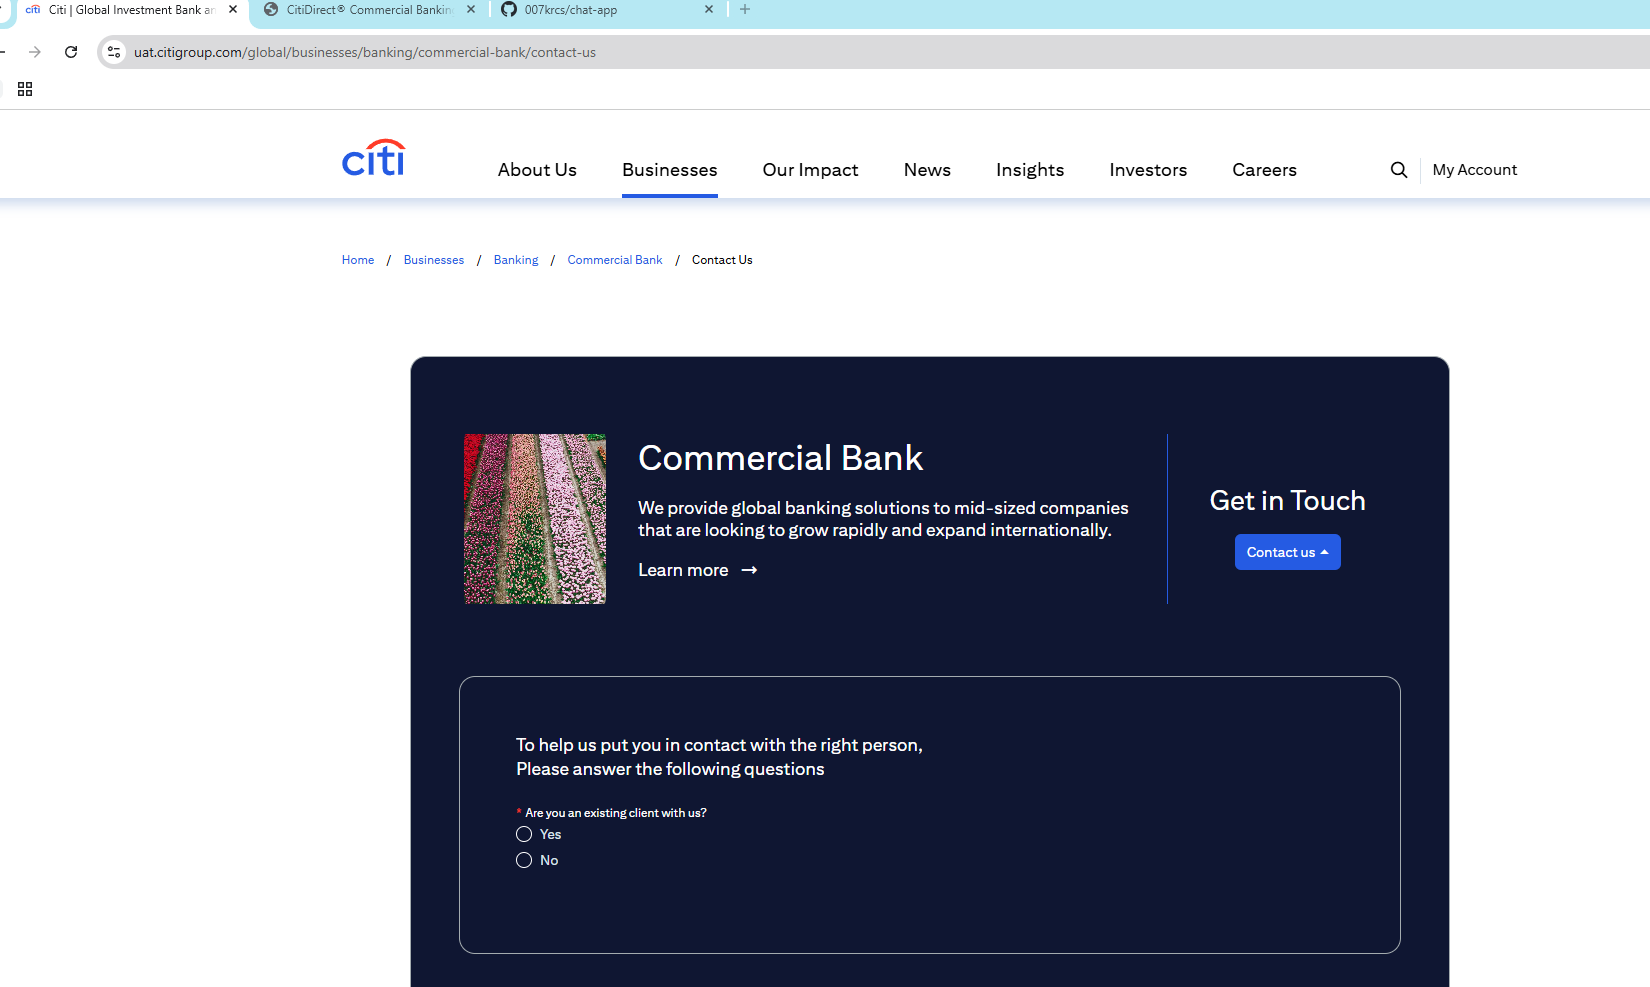 citi Citi | Global Investment Bank an
CitiDirect® Commercial Banking
007krcs/chat-app
uat.citigroup.com/global/businesses/banking/commercial-bank/contact-us
citi
About Us Businesses Our Impact News Insights Investors Careers My Account
Home / Businesses / Banking / Commercial Bank / Contact Us
Commercial Bank
We provide global banking solutions to mid-sized companies
that are looking to grow rapidly and expand internationally.
Learn more →
Get in Touch
Contact us
To help us put you in contact with the right person,
Please answer the following questions
* Are you an existing client with us?
Yes
No